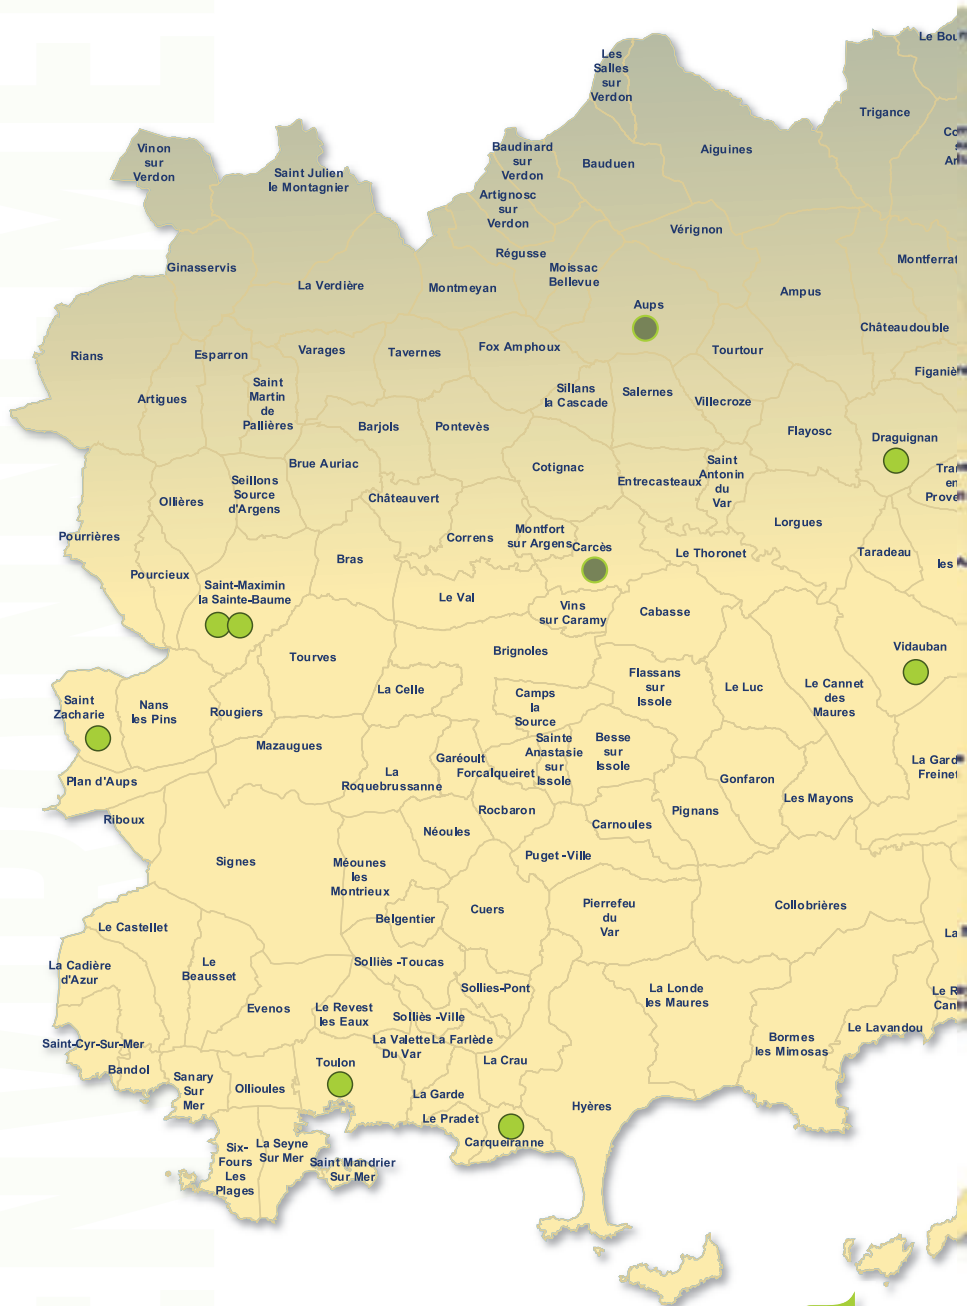 Les
Salles
sur
Verdon
Trigance
Vinon
sur
Verdon
Saint Julien
le Montagnier
Baudinard
sur
Verdon
Bauduen
Aiguines
Artignosc
sur
Verdon
Vérignon
Régusse
Moissac
Bellevue
Montferrat
Ginasservis
La Verdière
Montmeyan
Ampus
Aups
Châteaudouble
Rians
Esparron
Varages
Tavernes
Fox Amphoux
Tourtour
Artigues
Saint
Martin
de
Pallières
Sillans
la Cascade
Salernes
Villecroze
Barjols
Pontevès
Flayosc
Draguignan
Brue Auriac
Cotignac
Saint
Antonin
du
Var
Entrecasteaux
Ollières
Seillons
Source
d'Argens
Châteauvert
Lorgues
Pourrières
Correns
Montfort
sur Argens
Carcès
Le Thoronet
Taradeau
les
Pourcieux
Bras
Saint-Maximin
la Sainte-Baume
Le Val
Vins
sur Caramy
Cabasse
Tourves
Brignoles
Vidauban
Saint
Zacharie
Nans
les Pins
Rougiers
La Celle
Camps
la
Source
Flassans
sur
Issole
Le Luc
Le Cannet
des
Maures
Mazaugues
Sainte
Anastasie
sur
Issole
Besse
sur
Issole
Plan d'Aups
La
Roquebrussanne
Garéoult
Forcalqueiret
Gonfaron
Les Mayons
Riboux
Rocbaron
Pignans
Néoules
Carnoules
Signes
Méounes
les
Montrieux
Puget -Ville
Belgentier
Cuers
Pierrefeu
du
Var
Collobrières
Le Castellet
La
La Cadière
d'Azur
Le
Beausset
Solliès -Toucas
Sollies-Pont
La Londe
les Maures
Evenos
Le Revest
les Eaux
Solliès -Ville
Le Lavandou
Saint-Cyr-Sur-Mer
La Valette
Du Var
La Farlède
Bormes
les Mimosas
Bandol
Sanary
Sur
Mer
Ollioules
Toulon
La Crau
La Garde
Hyères
Le Pradet
Carqueiranne
Six-
Fours
Les
Plages
La Seyne
Sur Mer
Saint Mandrier
Sur Mer